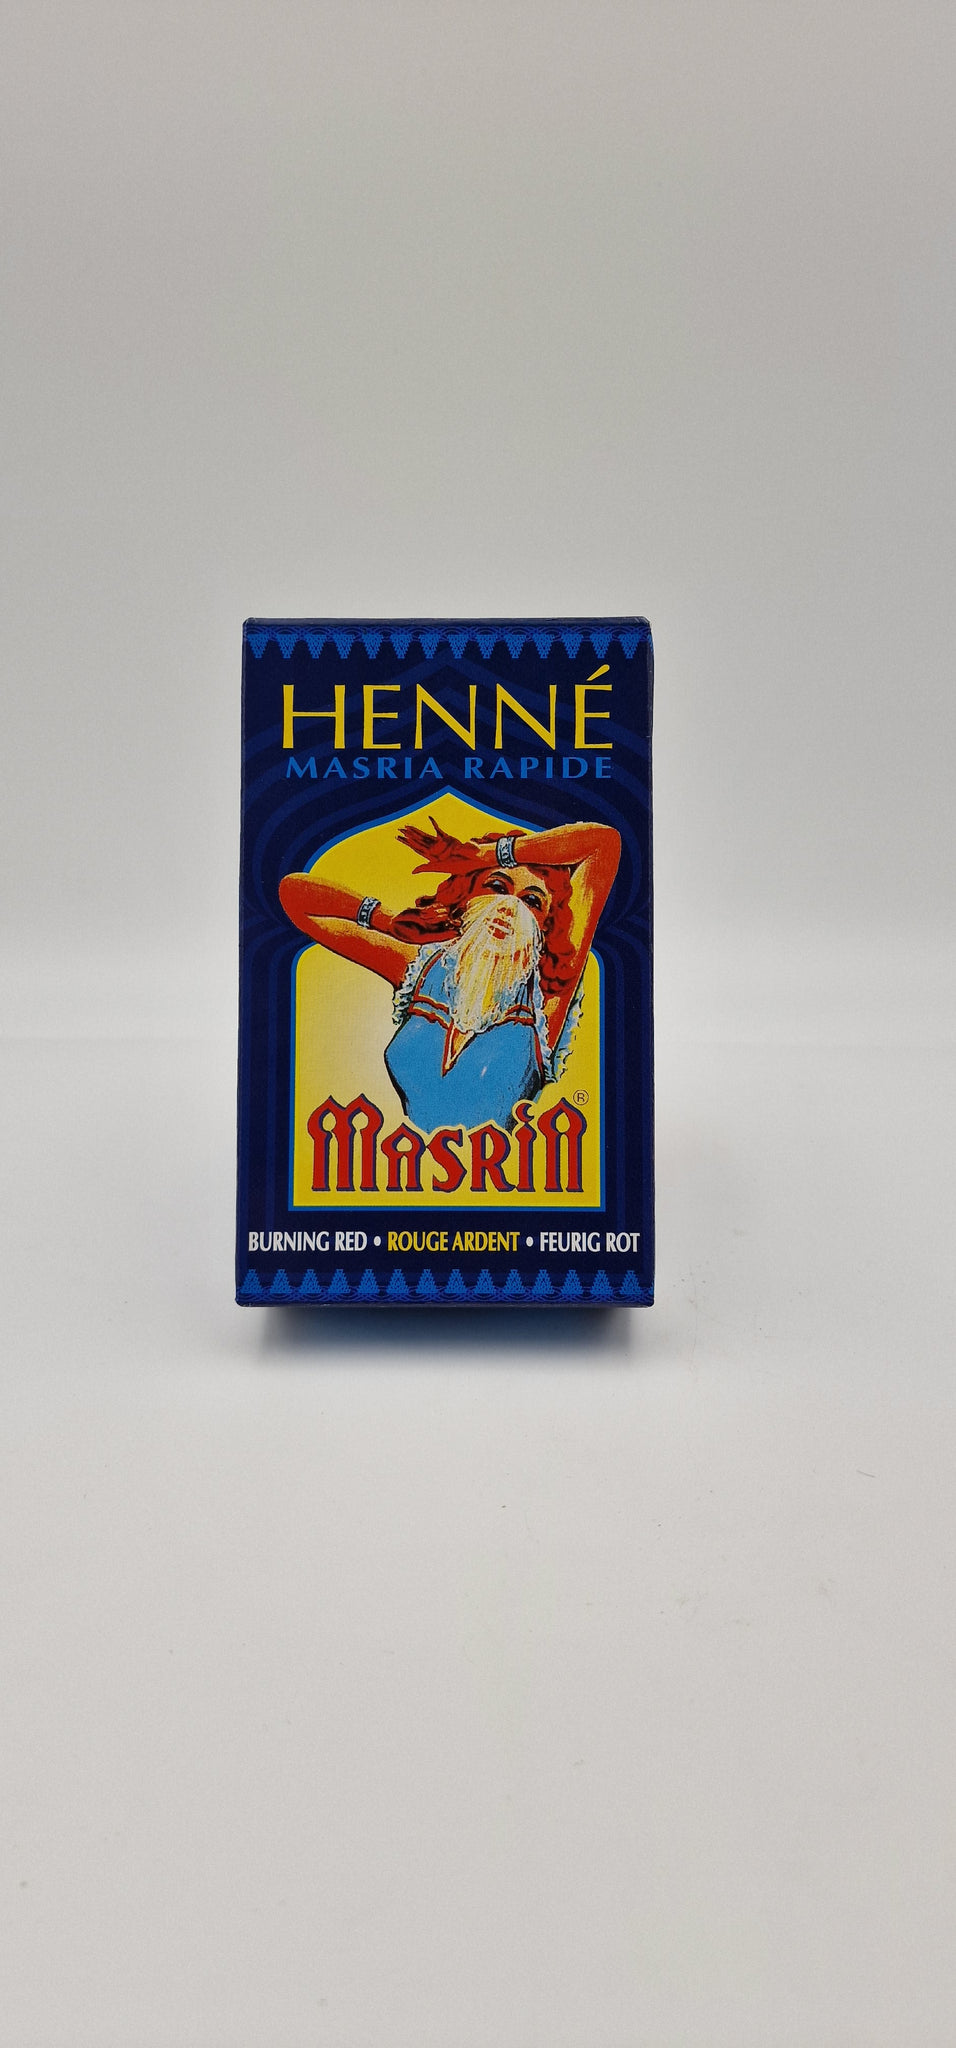 HENNÉ
MASRIA RAPIDE
MASRIA ®
BURNING RED • ROUGE ARDENT • FEURIG ROT